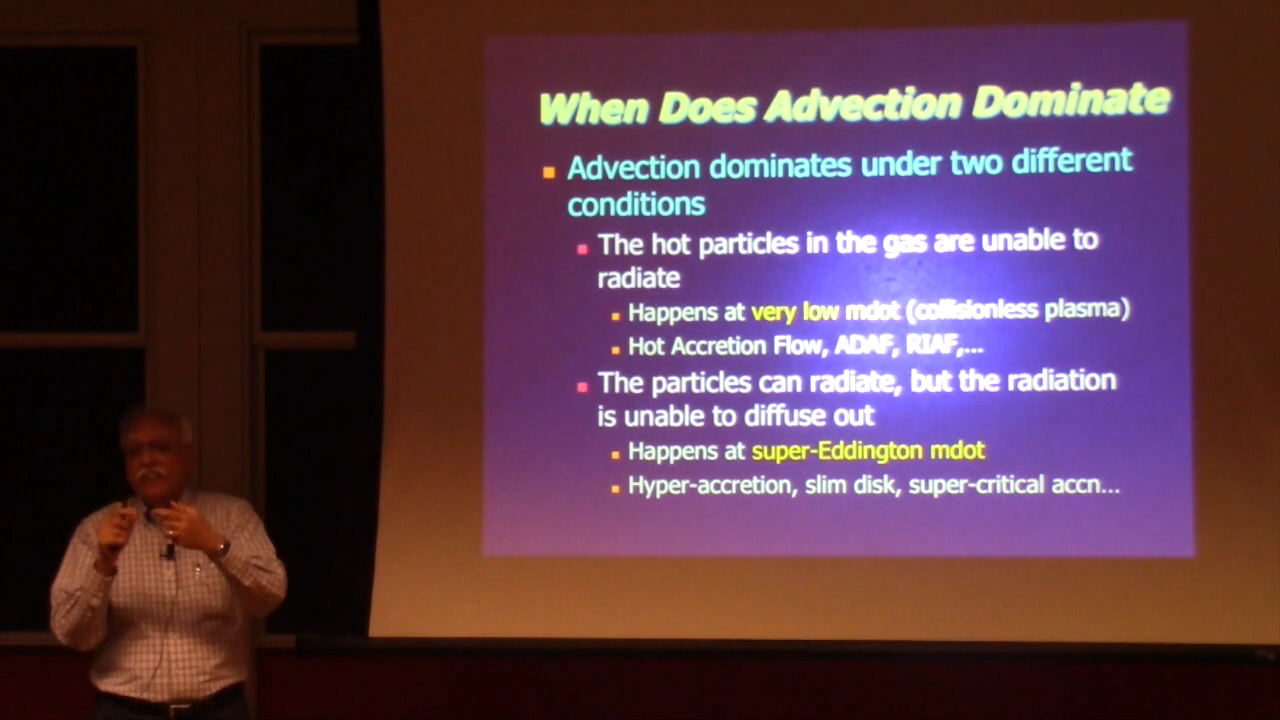 When Does Advection Dominate
Advection dominates under two different
conditions
The hot particles in the gas are unable to
radiate
Happens at very low mdot (collisionless plasma)
Hot Accretion Flow, ADAF, RIAF,...
The particles can radiate, but the radiation
is unable to diffuse out
Happens at super-Eddington mdot
Hyper-accretion, slim disk, super-critical accn...